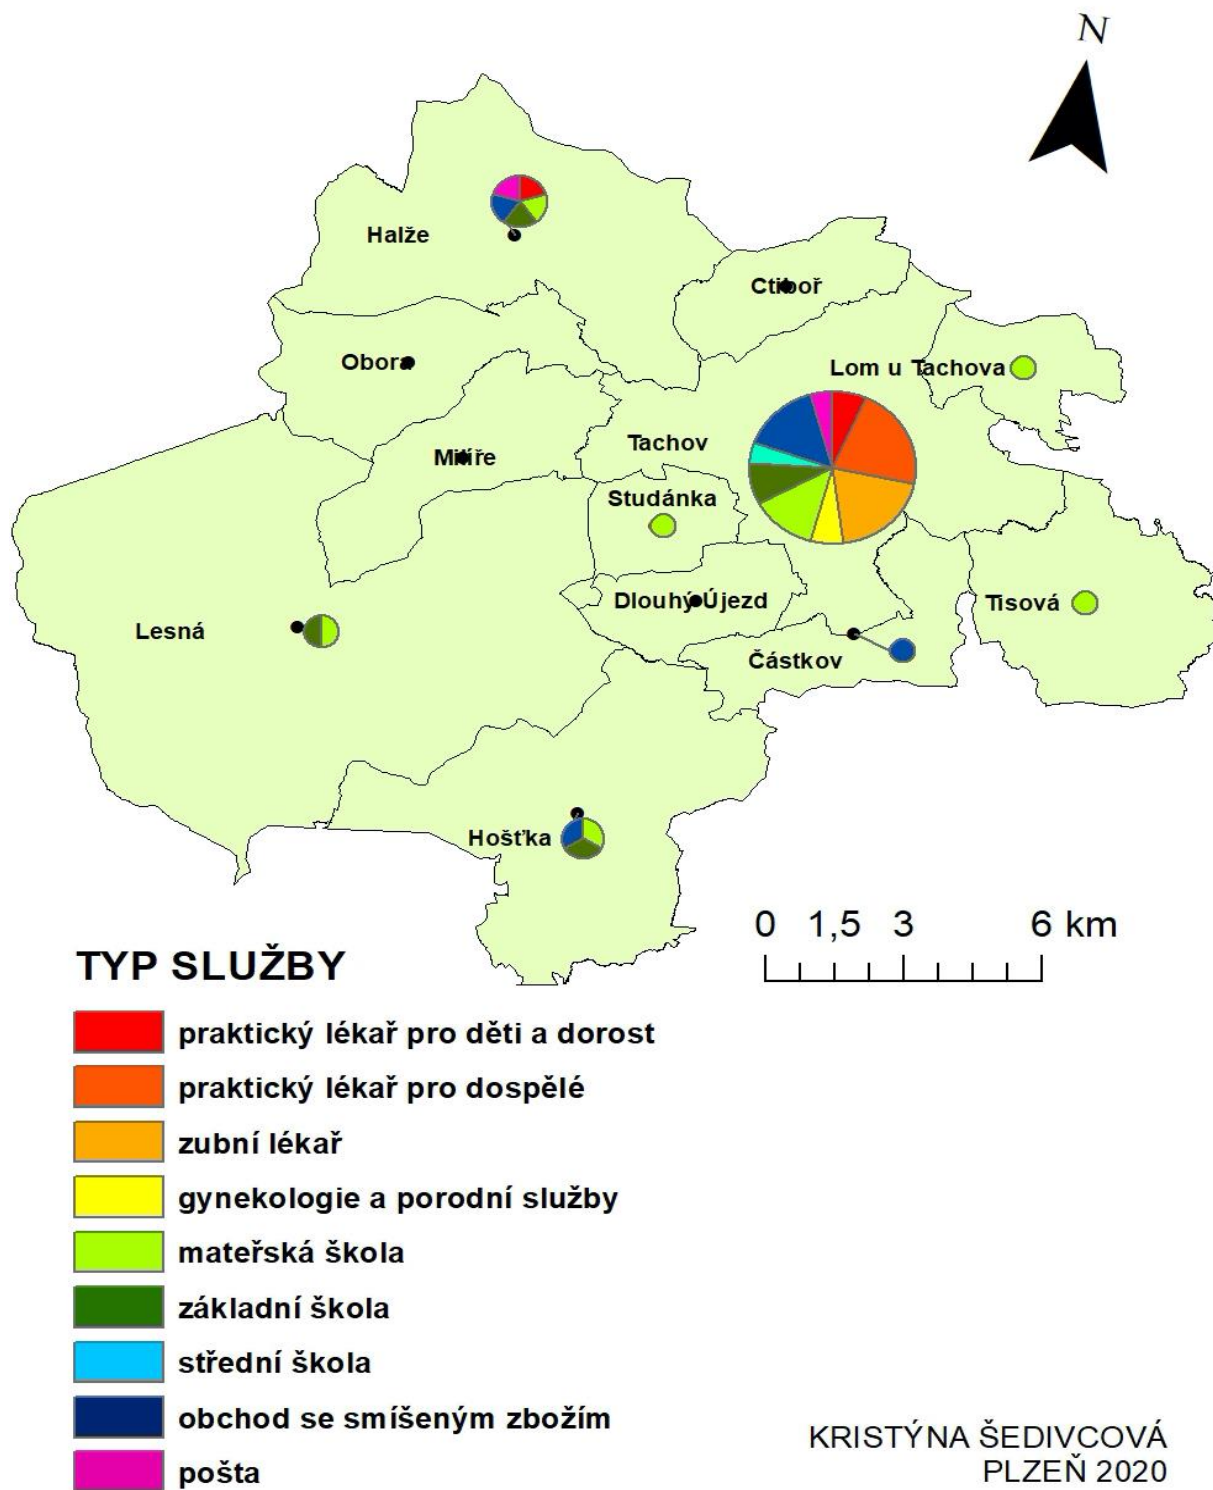 N
Halže
Ctiboř
Obora
Lom u Tachova
Tachov
Milíře
Studánka
Dlouhý Újezd
Tisová
Lesná
Částkov
Hošťka
0 1,5 3 6 km
TYP SLUŽBY
praktický lékař pro děti a dorost
praktický lékař pro dospělé
zubní lékař
gynekologie a porodní služby
mateřská škola
základní škola
střední škola
obchod se smíšeným zbožím
pošta
KRISTÝNA ŠEDIVCOVÁ
PLZEŇ 2020